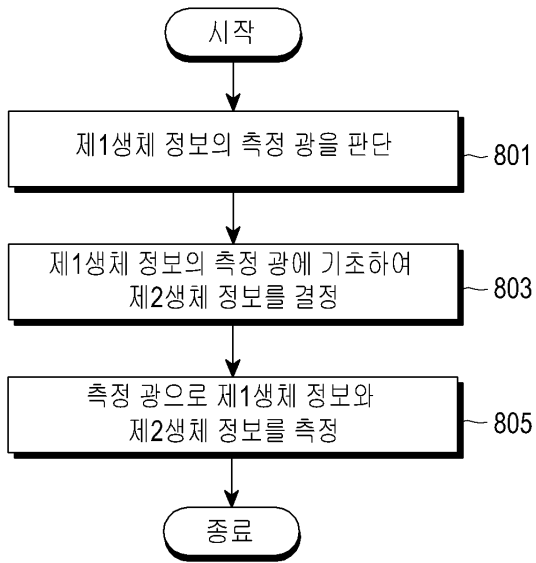 시작
제1생체 정보의 측정 광을 판단
801
제1생체 정보의 측정 광에 기초하여
제2생체 정보를 결정
803
측정 광으로 제1생체 정보와
제2생체 정보를 측정
805
종료